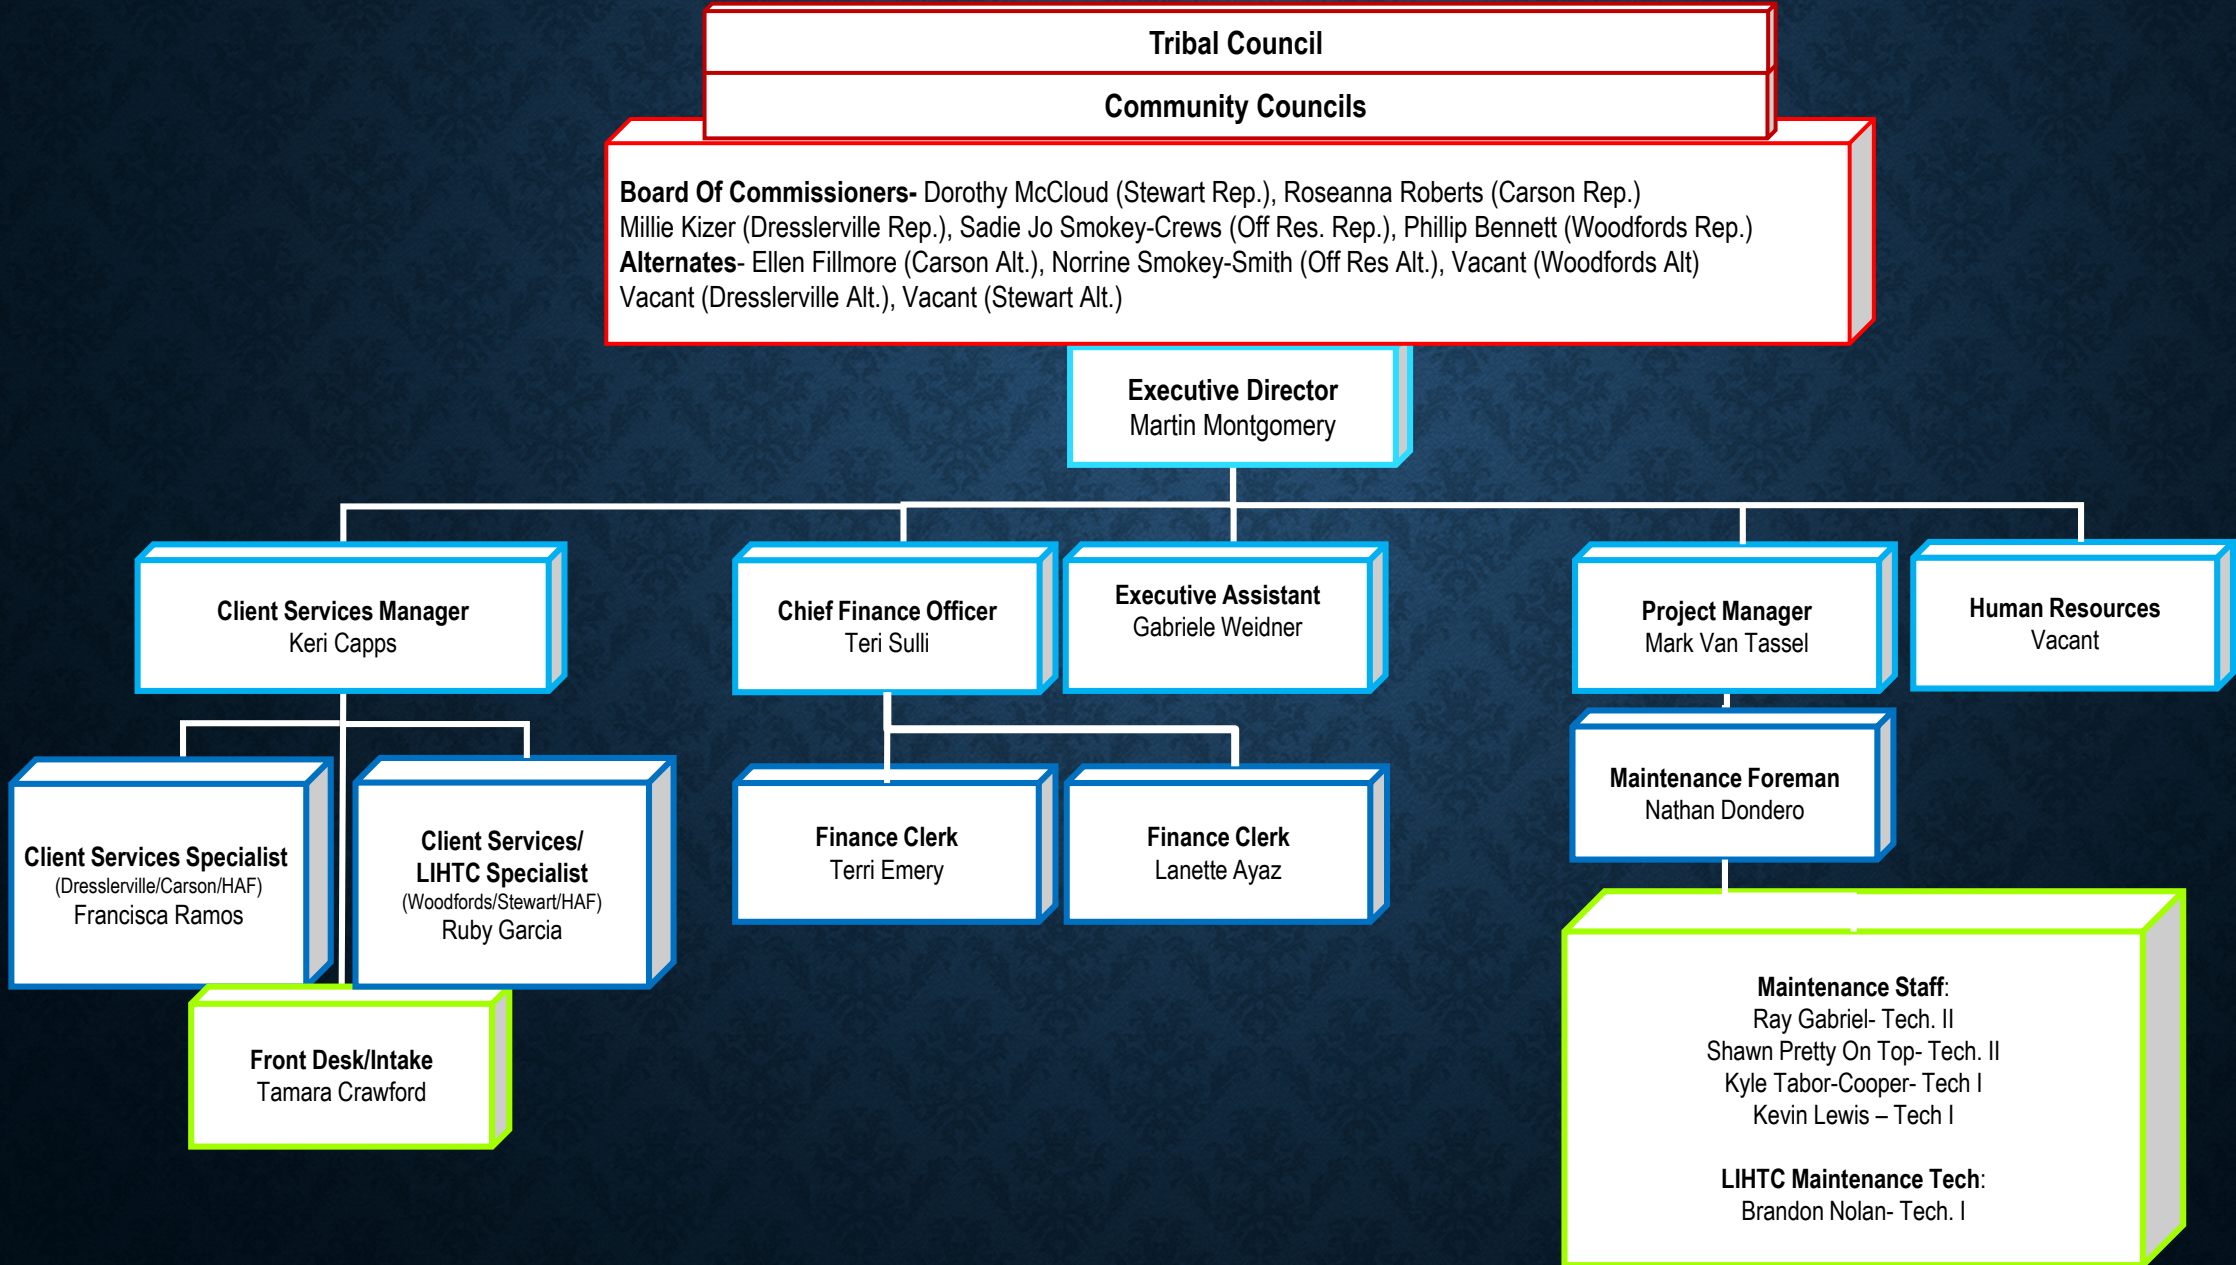 Tribal Council
Community Councils
Board Of Commissioners- Dorothy McCloud (Stewart Rep.), Roseanna Roberts (Carson Rep.)
Millie Kizer (Dresslerville Rep.), Sadie Jo Smokey-Crews (Off Res. Rep.), Phillip Bennett (Woodfords Rep.)
Alternates- Ellen Fillmore (Carson Alt.), Norrine Smokey-Smith (Off Res Alt.), Vacant (Woodfords Alt)
Vacant (Dresslerville Alt.), Vacant (Stewart Alt.)
Executive Director
Martin Montgomery
Client Services Manager
Keri Capps
Chief Finance Officer
Teri Sulli
Executive Assistant
Gabriele Weidner
Project Manager
Mark Van Tassel
Human Resources
Vacant
Client Services Specialist
(Dresslerville/Carson/HAF)
Francisca Ramos
Client Services/
LIHTC Specialist
(Woodfords/Stewart/HAF)
Ruby Garcia
Finance Clerk
Terri Emery
Finance Clerk
Lanette Ayaz
Maintenance Foreman
Nathan Dondero
Front Desk/Intake
Tamara Crawford
Maintenance Staff:
Ray Gabriel- Tech. II
Shawn Pretty On Top- Tech. II
Kyle Tabor-Cooper- Tech I
Kevin Lewis – Tech I
LIHTC Maintenance Tech:
Brandon Nolan- Tech. I